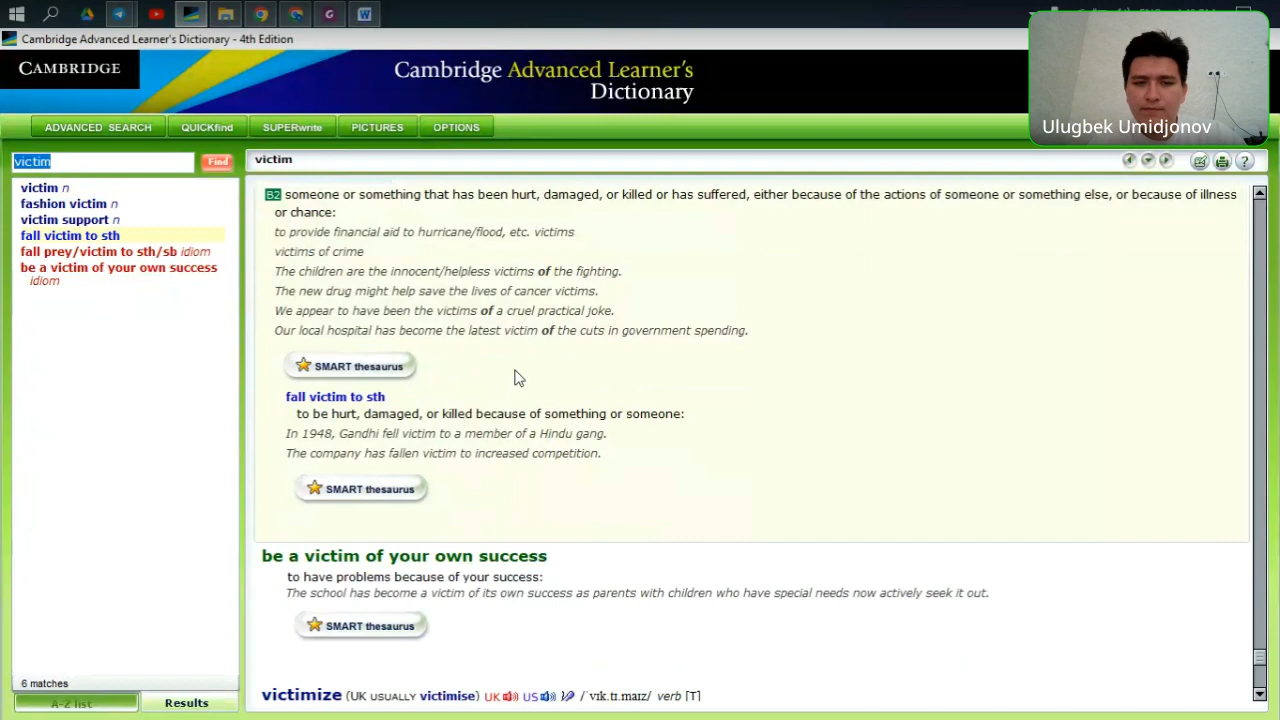 Cambridge Advanced Learner's Dictionary - 4th Edition
CAMBRIDGE
Cambridge Advanced Learner's
Dictionary
Ulugbek Umidjonov
ADVANCED SEARCH
QUICKfind
SUPERwrite
PICTURES
OPTIONS
victim
Find
victim
?
victim n
fashion victim n
victim support n
fall victim to sth
fall prey/victim to sth/sb idiom
be a victim of your own success
idiom
B2 someone or something that has been hurt, damaged, or killed or has suffered, either because of the actions of someone or something else, or because of illness
or chance:
to provide financial aid to hurricane/flood, etc. victims
victims of crime
The children are the innocent/helpless victims of the fighting.
The new drug might help save the lives of cancer victims.
We appear to have been the victims of a cruel practical joke.
Our local hospital has become the latest victim of the cuts in government spending.
SMART thesaurus
fall victim to sth
to be hurt, damaged, or killed because of something or someone:
In 1948, Gandhi fell victim to a member of a Hindu gang.
The company has fallen victim to increased competition.
SMART thesaurus
be a victim of your own success
to have problems because of your success:
The school has become a victim of its own success as parents with children who have special needs now actively seek it out.
SMART thesaurus
victimize (UK USUALLY victimise) UK US /ˈvɪk.tɪ.maɪz/ verb [T]
6 matches
A-Z list
Results